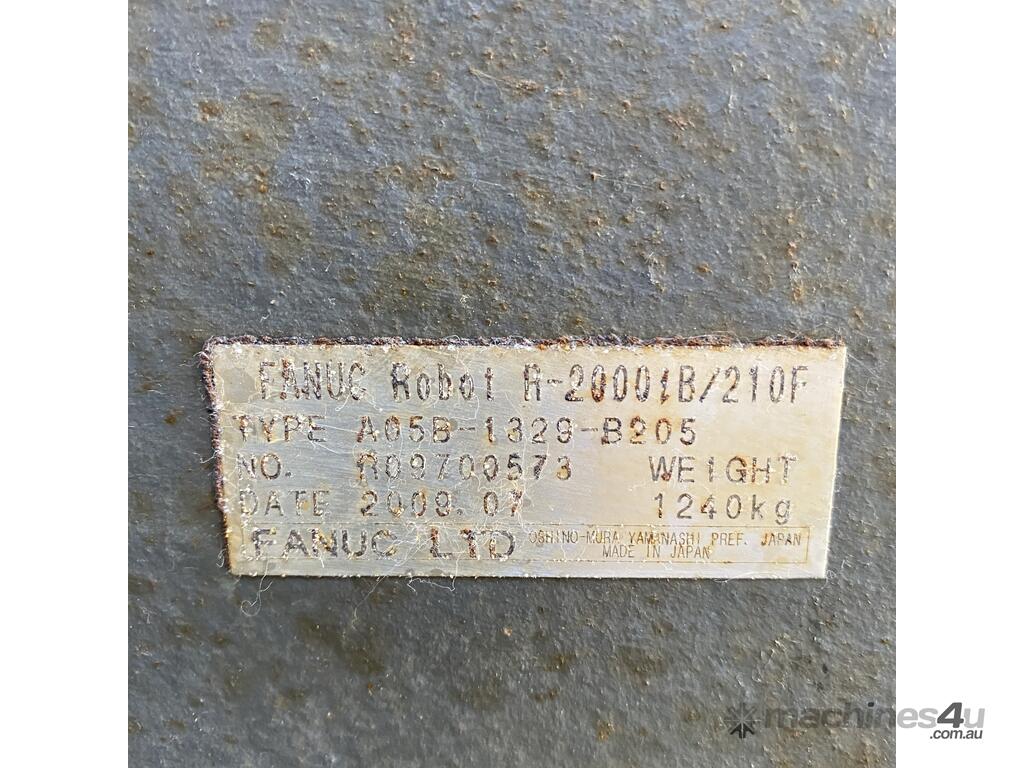 FANUC Robot R-2000iB/210F
TYPE A05B-1329-B205
NO. R09700573 WEIGHT
DATE 2009.07 1240kg
FANUC LTD OSHINO-MURA YAMANASHI PREF. JAPAN
MADE IN JAPAN
machines4u
.com.au